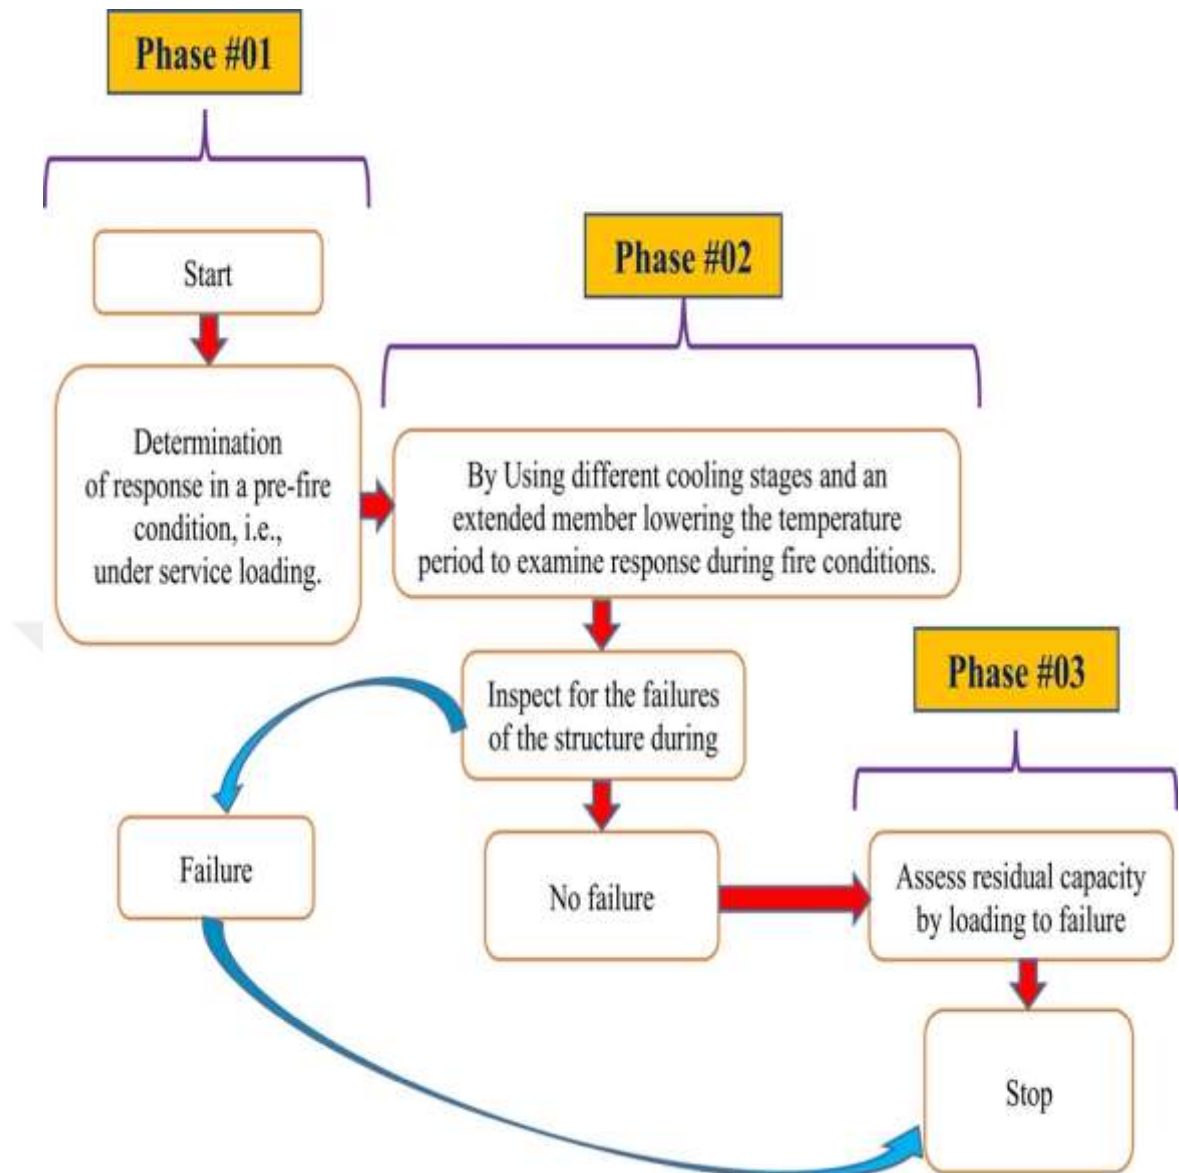 Phase #01
Start
Determination
of response in a pre-fire
condition, i.e.,
under service loading.
Phase #02
By Using different cooling stages and an
extended member lowering the temperature
period to examine response during fire conditions.
Inspect for the failures
of the structure during
Failure
No failure
Phase #03
Assess residual capacity
by loading to failure
Stop